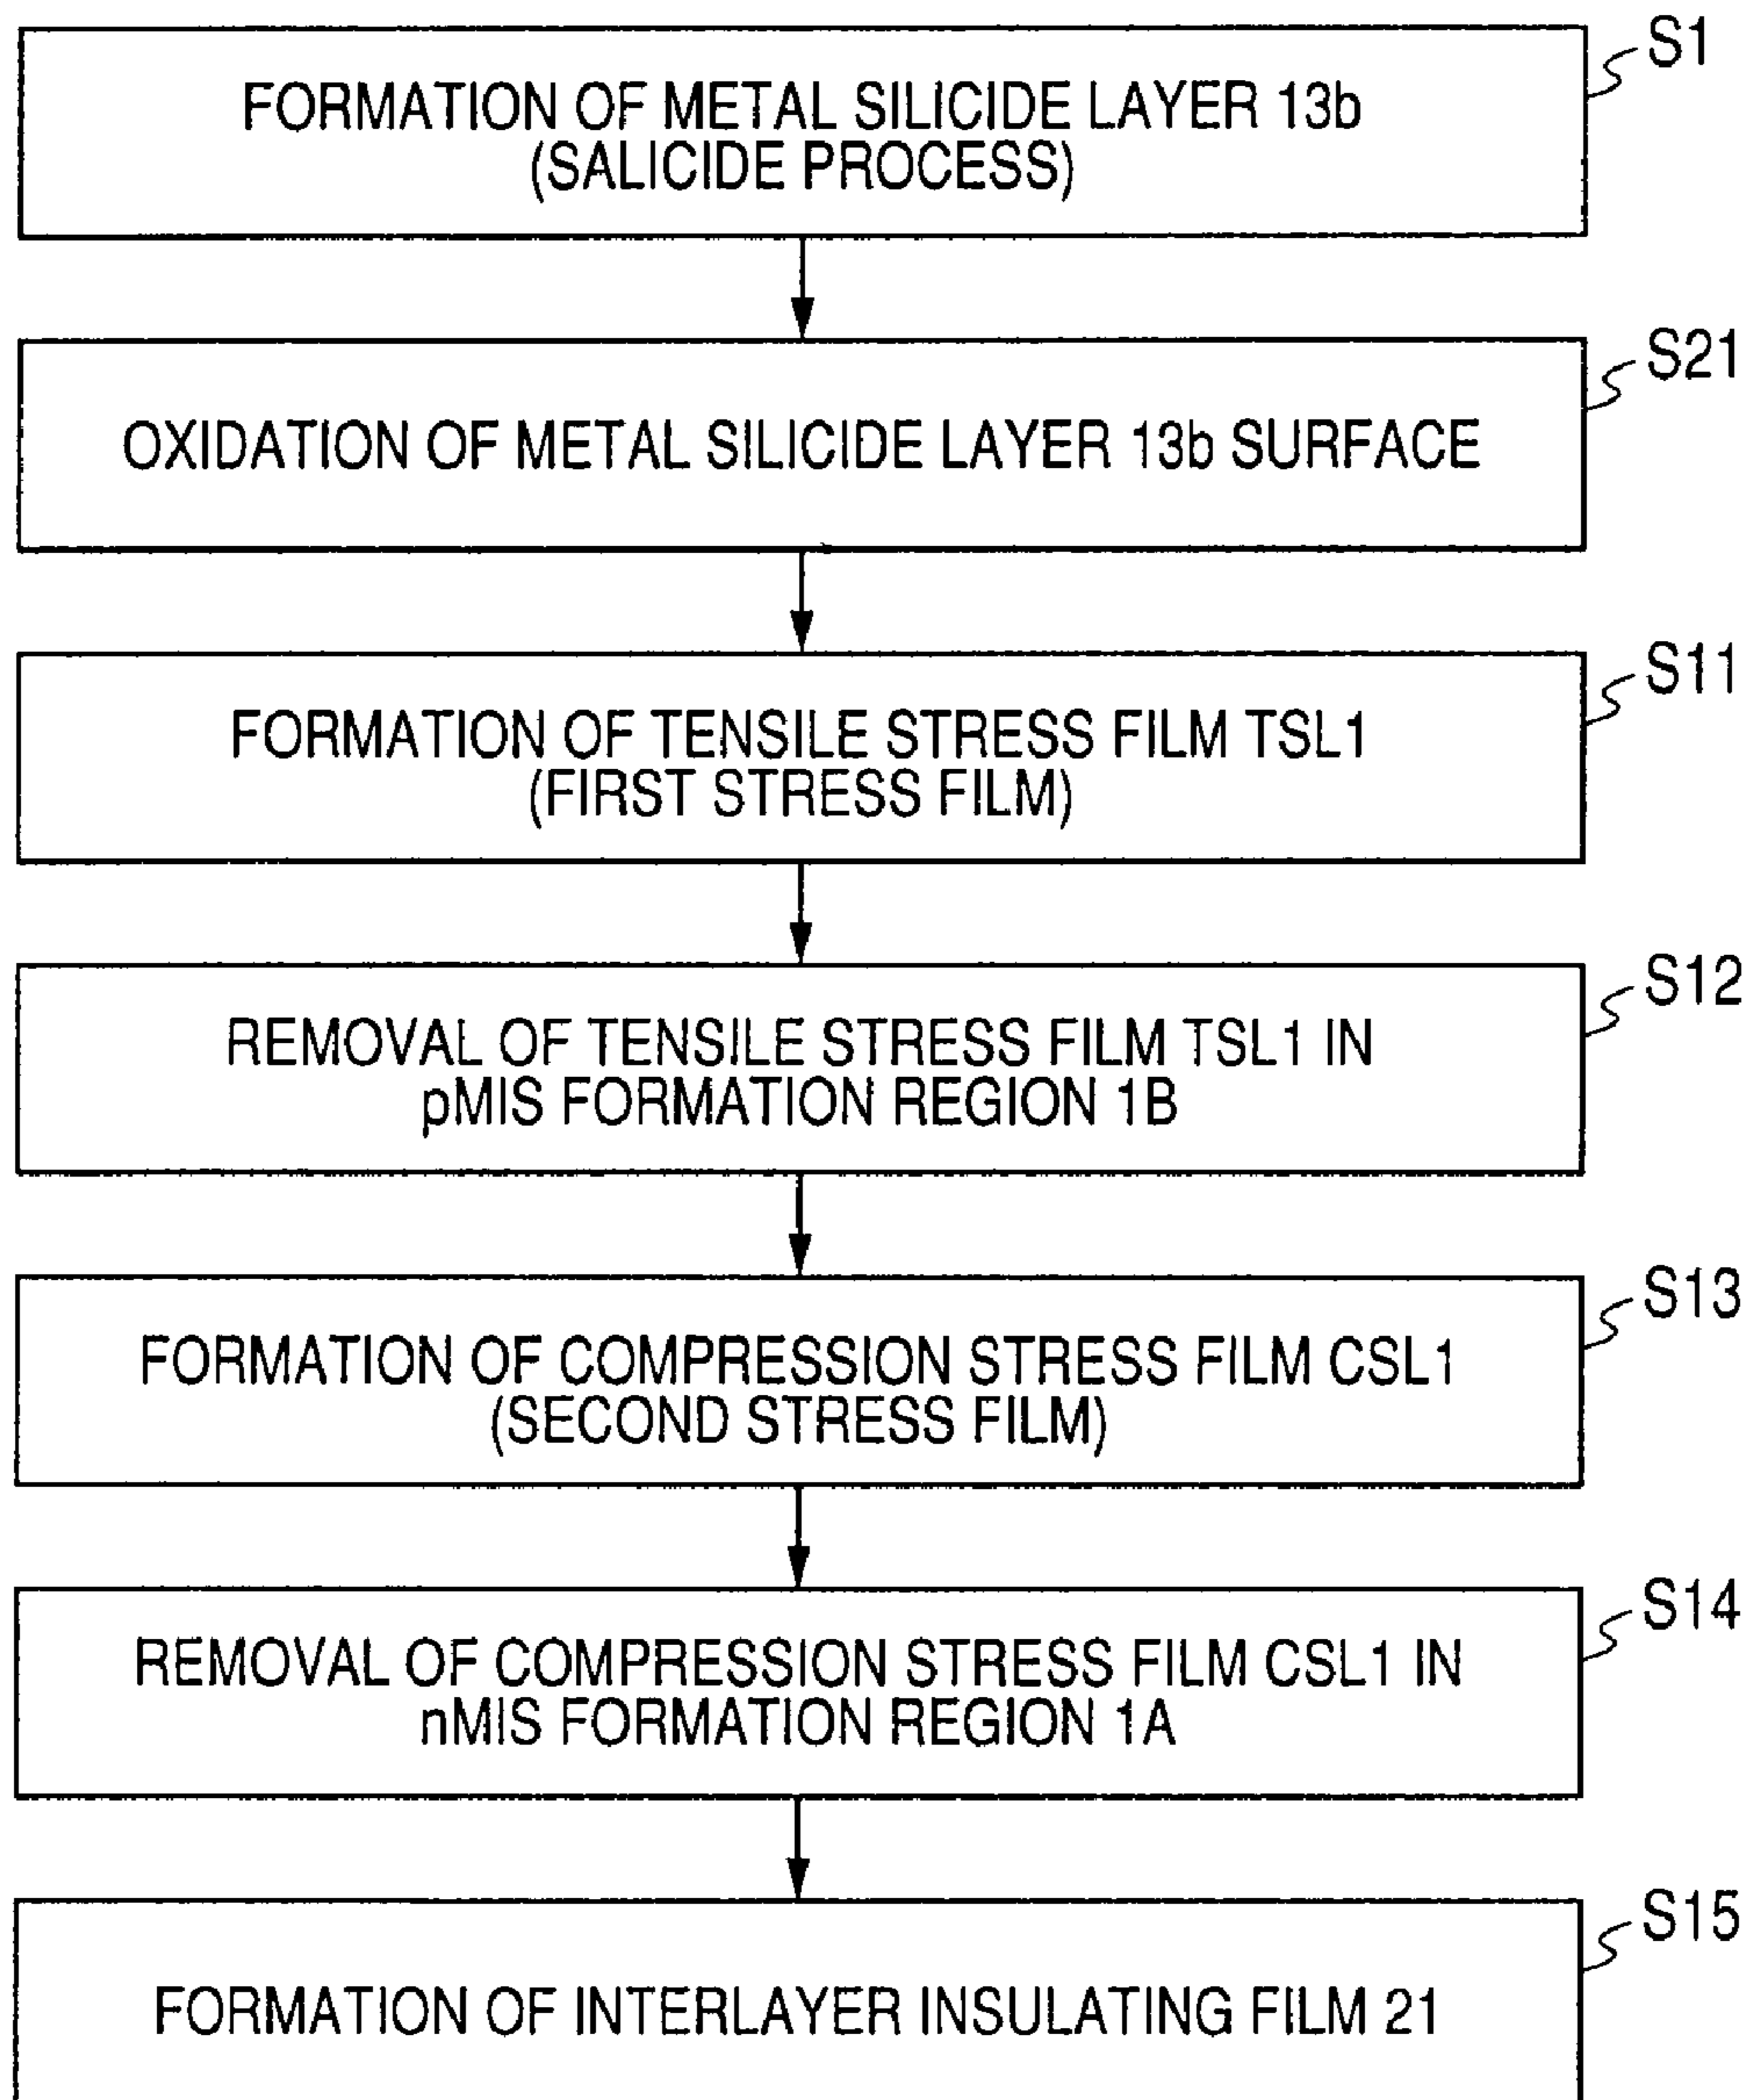 S1
FORMATION OF METAL SILICIDE LAYER 13b
(SALICIDE PROCESS)
S21
OXIDATION OF METAL SILICIDE LAYER 13b SURFACE
S11
FORMATION OF TENSILE STRESS FILM TSL1
(FIRST STRESS FILM)
S12
REMOVAL OF TENSILE STRESS FILM TSL1 IN
pMIS FORMATION REGION 1B
S13
FORMATION OF COMPRESSION STRESS FILM CSL1
(SECOND STRESS FILM)
S14
REMOVAL OF COMPRESSION STRESS FILM CSL1 IN
nMIS FORMATION REGION 1A
S15
FORMATION OF INTERLAYER INSULATING FILM 21